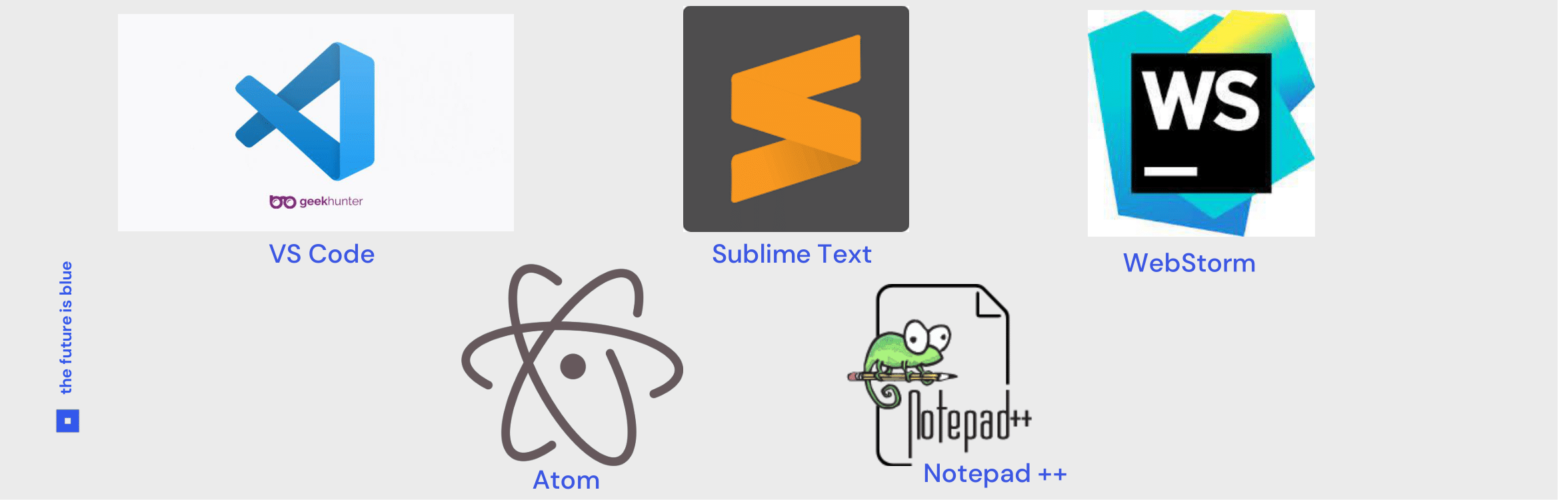 geekhunter
VS Code
Sublime Text
WS
WebStorm
the future is blue
Atom
Notepad++
Notepad ++